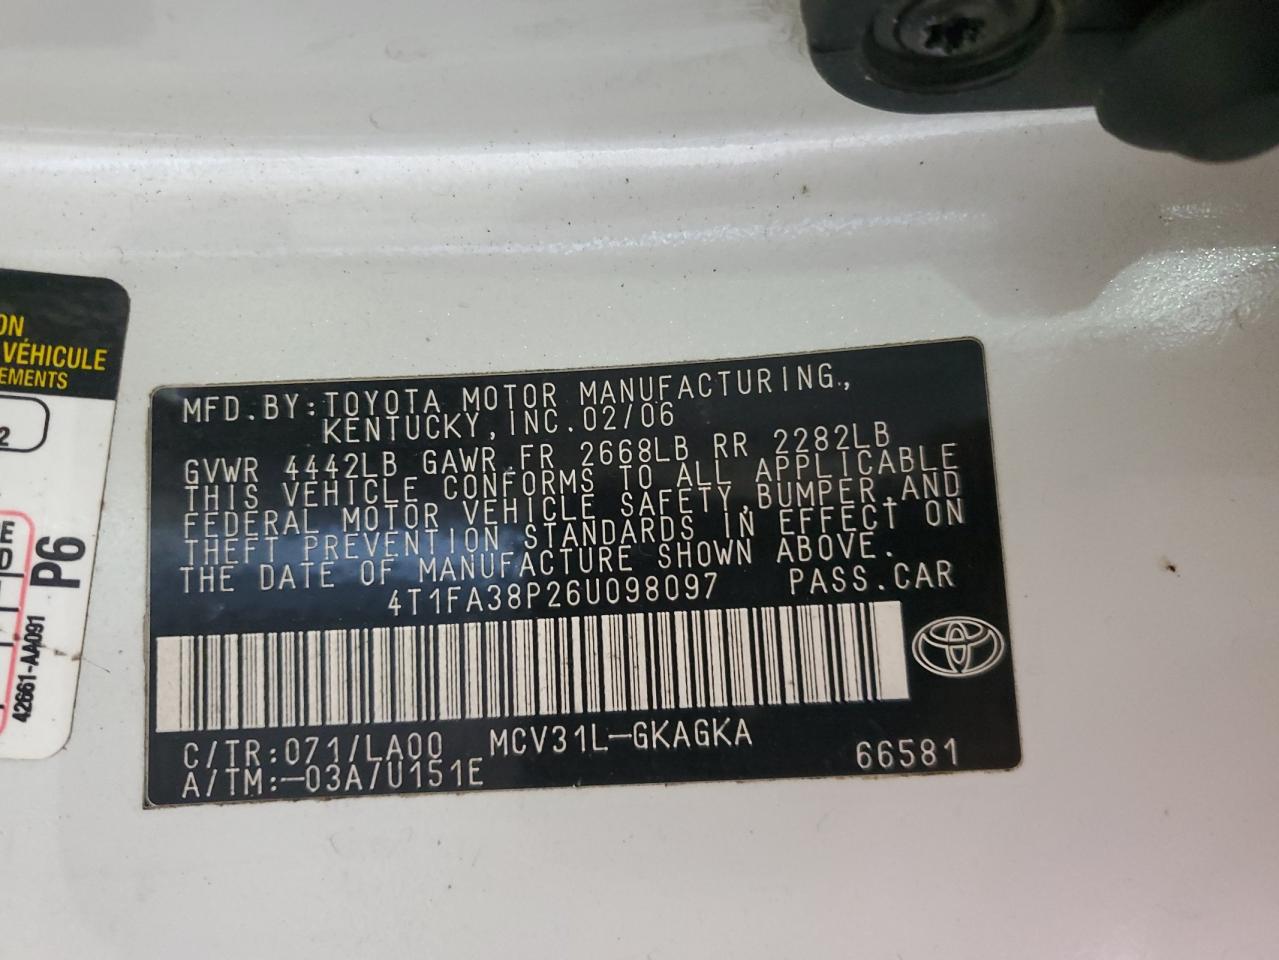 ON
VÉHICULE
EMENTS
2
E
0
P6
42661-AA091
MFD.BY:TOYOTA MOTOR MANUFACTURING.,
KENTUCKY,INC.02/06
GVWR 4442LB GAWR FR 2668LB RR 2282LB
THIS VEHICLE CONFORMS TO ALL APPLICABLE
FEDERAL MOTOR VEHICLE SAFETY,BUMPER,AND
THEFT PREVENTION STANDARDS IN EFFECT ON
THE DATE OF MANUFACTURE SHOWN ABOVE.
4T1FA38P26U098097 PASS.CAR
C/TR:071/LA00 MCV31L-GKAGKA
A/TM:-03A/U151E 66581